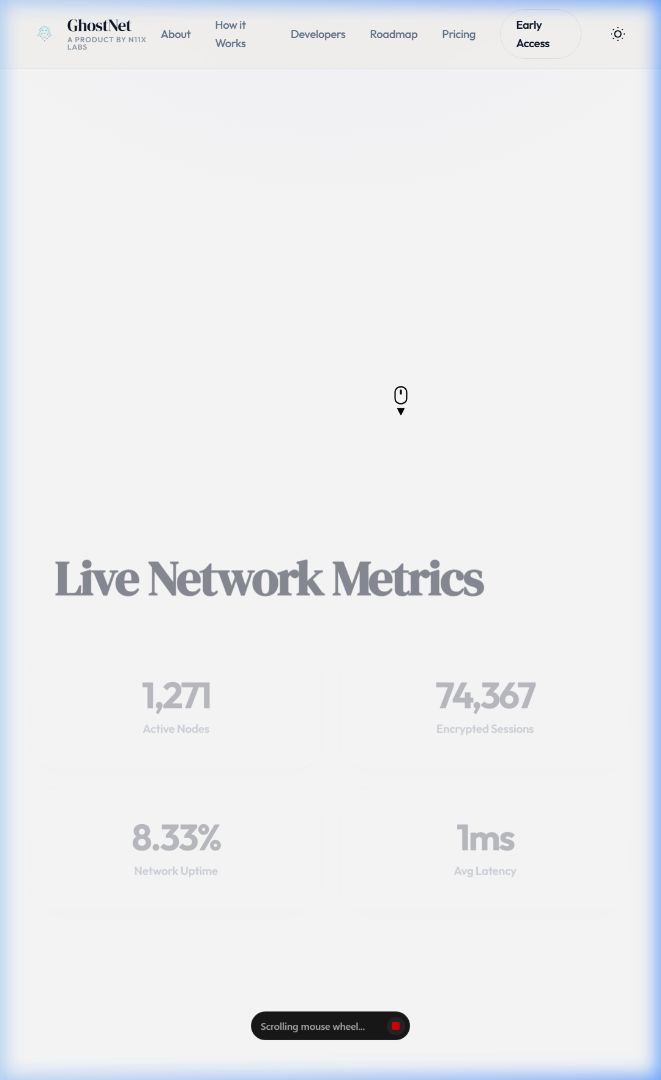 GhostNet
A PRODUCT BY N11X
LABS
About
How it
Works
Developers
Roadmap
Pricing
Early
Access
Live Network Metrics
1,271
Active Nodes
74,367
Encrypted Sessions
8.33%
Network Uptime
1ms
Avg Latency
Scrolling mouse wheel...